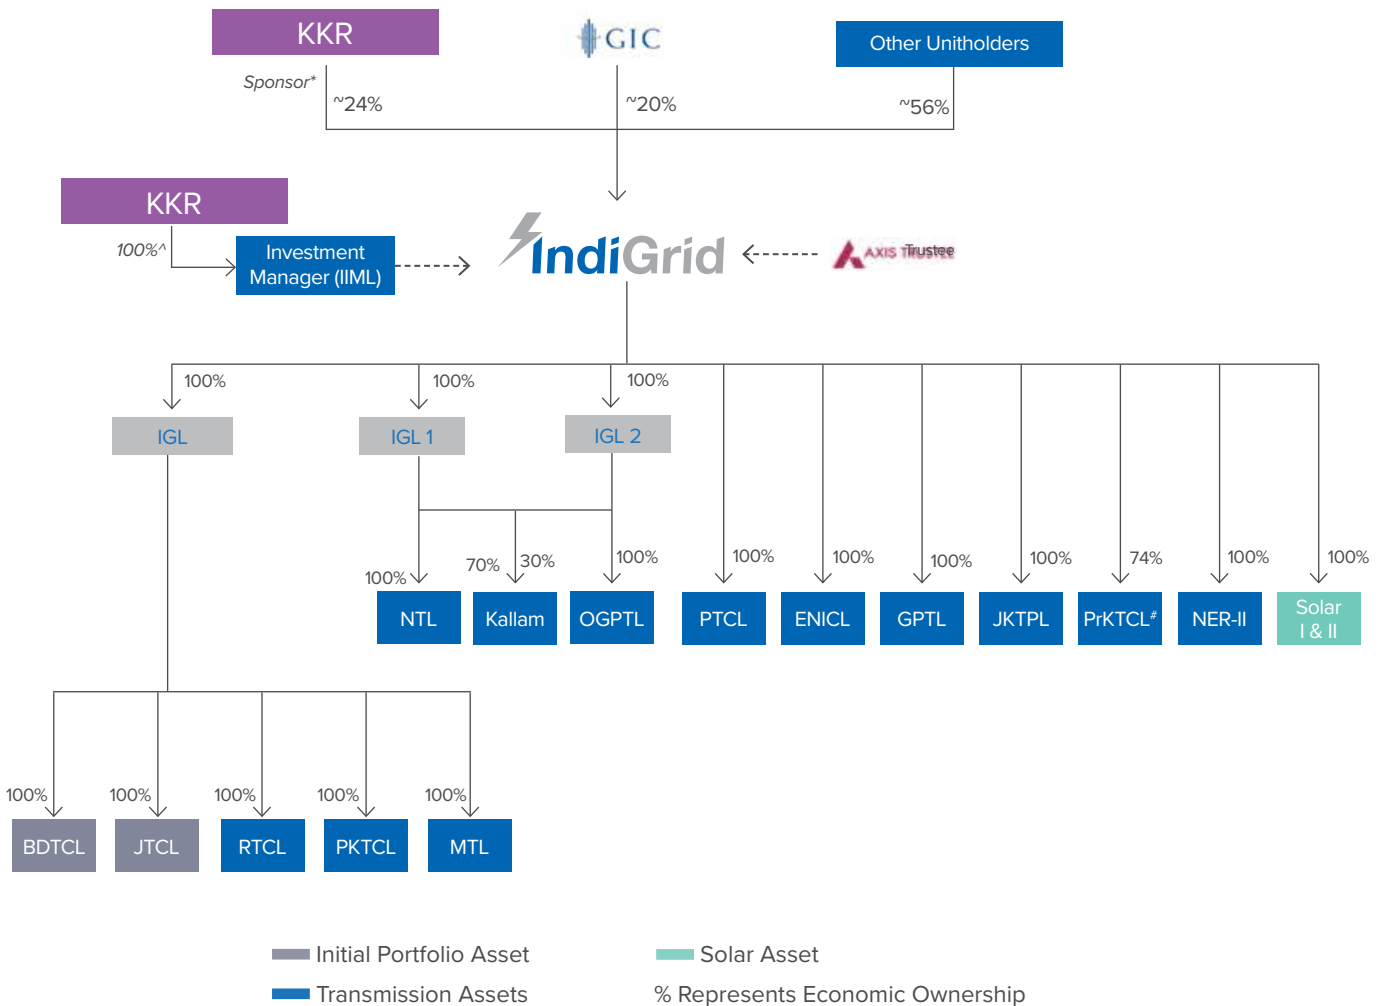 KKR
GIC
Other Unitholders
Sponsor*
~24%
~20%
~56%
KKR
100%^
Investment
Manager (IIML)
IndiGrid
AXIS TRUSTEE
Trustee
100%
100%
100%
IGL
IGL 1
IGL 2
100%
70%
30%
100%
100%
100%
100%
100%
74%
100%
100%
NTL
Kallam
OGPTL
PTCL
ENICL
GPTL
JKTPL
PrKTCL#
NER-II
Solar
I & II
100%
100%
100%
100%
100%
BDTCL
JTCL
RTCL
PKTCL
MTL
Initial Portfolio Asset
Solar Asset
Transmission Assets
% Represents Economic Ownership